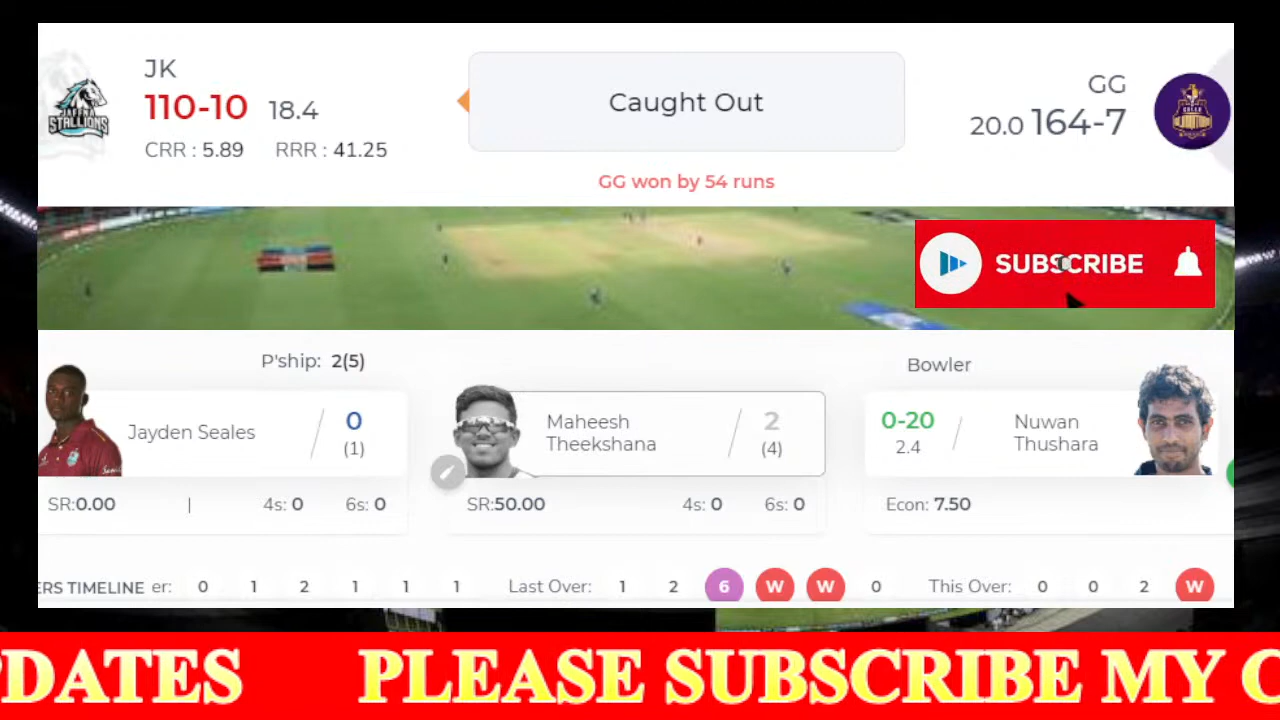 JK
110-10 18.4
CRR : 5.89 RRR : 41.25
JAFFNA
STALLIONS
Caught Out
GG won by 54 runs
GG
20.0 164-7
SUBSCRIBE
P'ship: 2(5)
Jayden Seales 0
(1)
SR:0.00 | 4s: 0 6s: 0
Maheesh
Theekshana
2
(4)
SR:50.00 4s: 0 6s: 0
Bowler
0-20
2.4
Nuwan
Thushara
Econ: 7.50
ERS TIMELINE er: 0 1 2 1 1 1 Last Over: 1 2 6 W W 0 This Over: 0 0 2 W
PDATES PLEASE SUBSCRIBE MY C